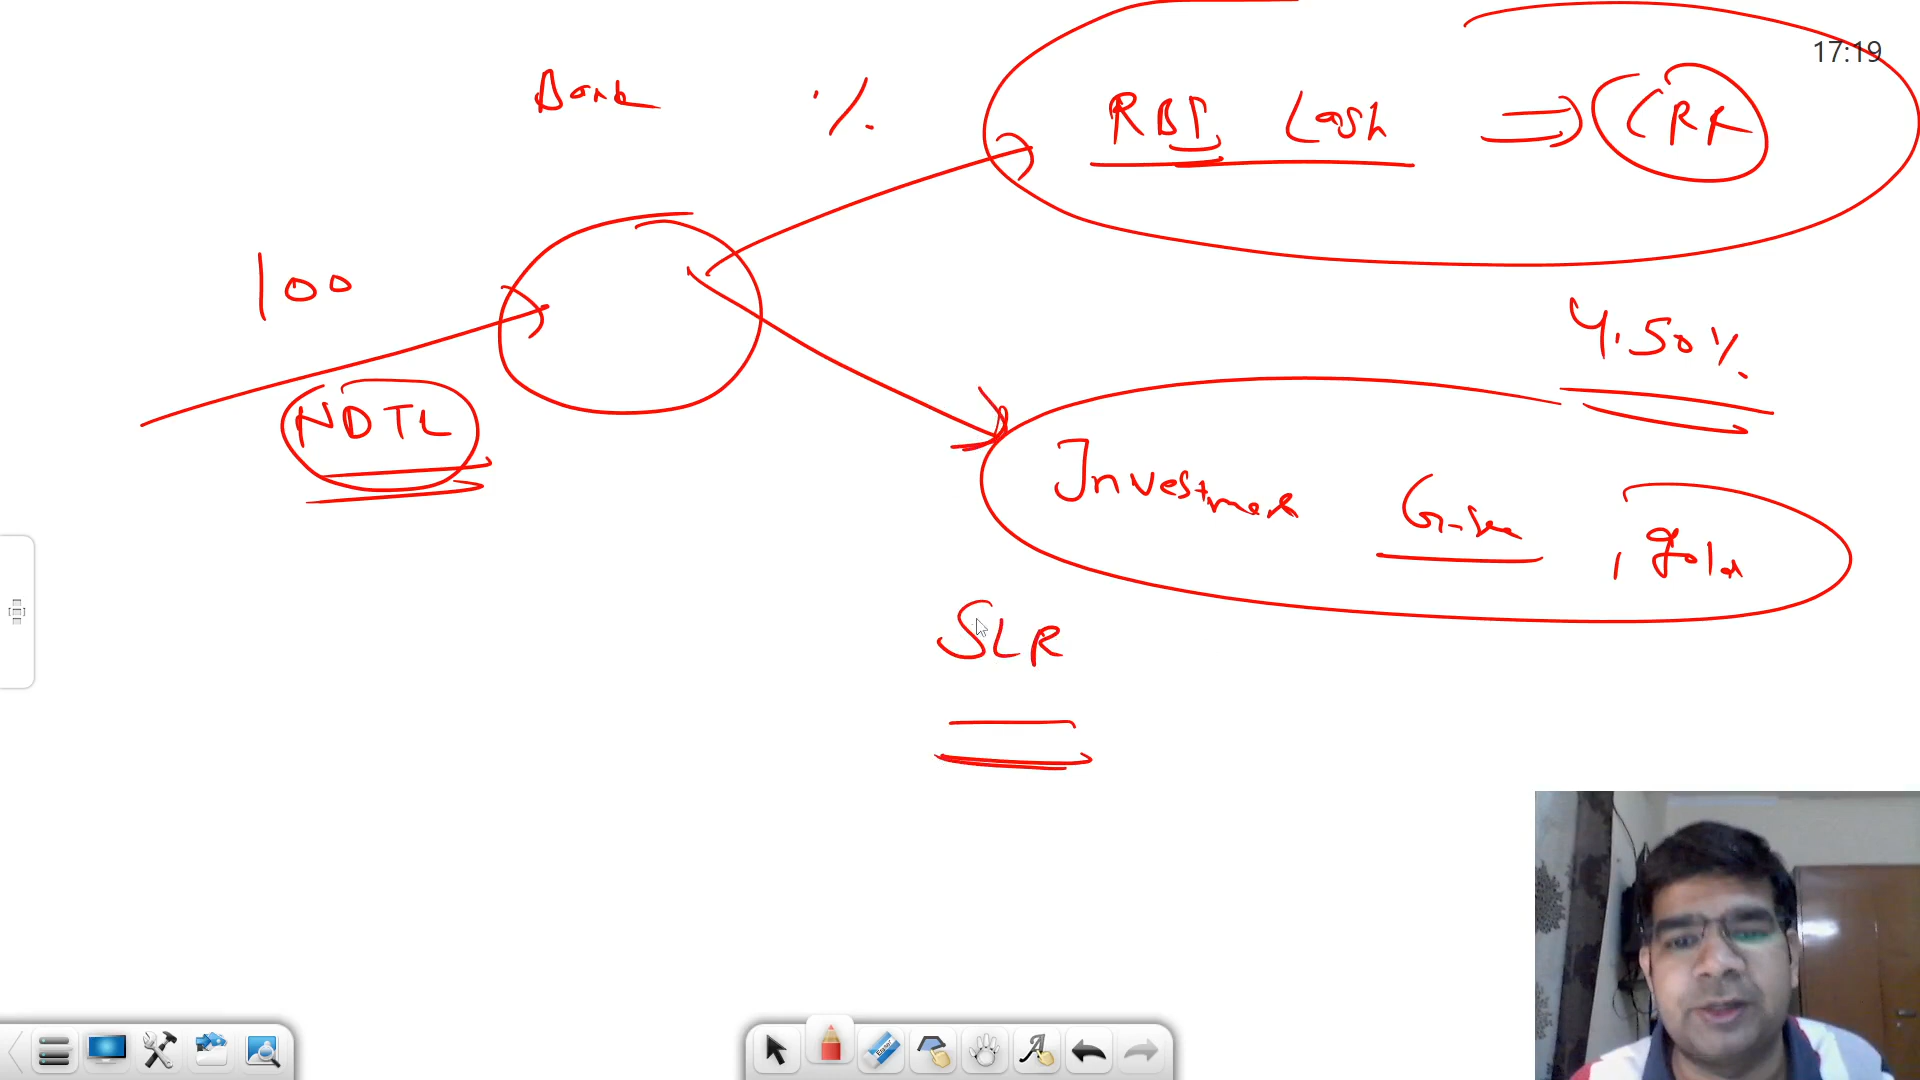 17:19
Bank %
RBI Cash ⇒ CRR
100
4.50%
NDTL
Investment G-Sec , gold
SLR